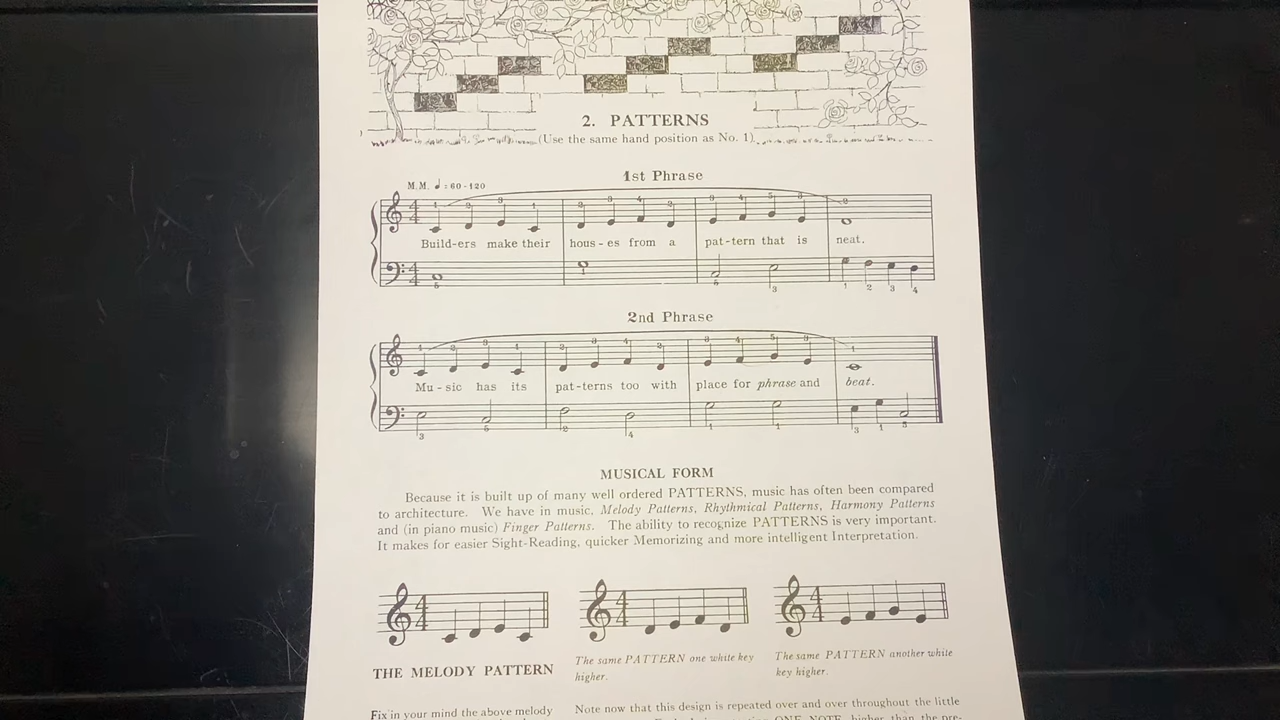 2. PATTERNS
(Use the same hand position as No. 1)
1st Phrase
M.M. ♩ = 60-120
Build-ers make their hous - es from a pat-tern that is neat.
2nd Phrase
Mu - sic has its pat-terns too with place for phrase and beat.
MUSICAL FORM
Because it is built up of many well ordered PATTERNS, music has often been compared
to architecture. We have in music, Melody Patterns, Rhythmical Patterns, Harmony Patterns
and (in piano music) Finger Patterns. The ability to recognize PATTERNS is very important.
It makes for easier Sight-Reading, quicker Memorizing and more intelligent Interpretation.
THE MELODY PATTERN
The same PATTERN one white key
higher.
The same PATTERN another white
key higher.
Fix in your mind the above melody
Note now that this design is repeated over and over throughout the little
ONE NOTE higher than the pre-